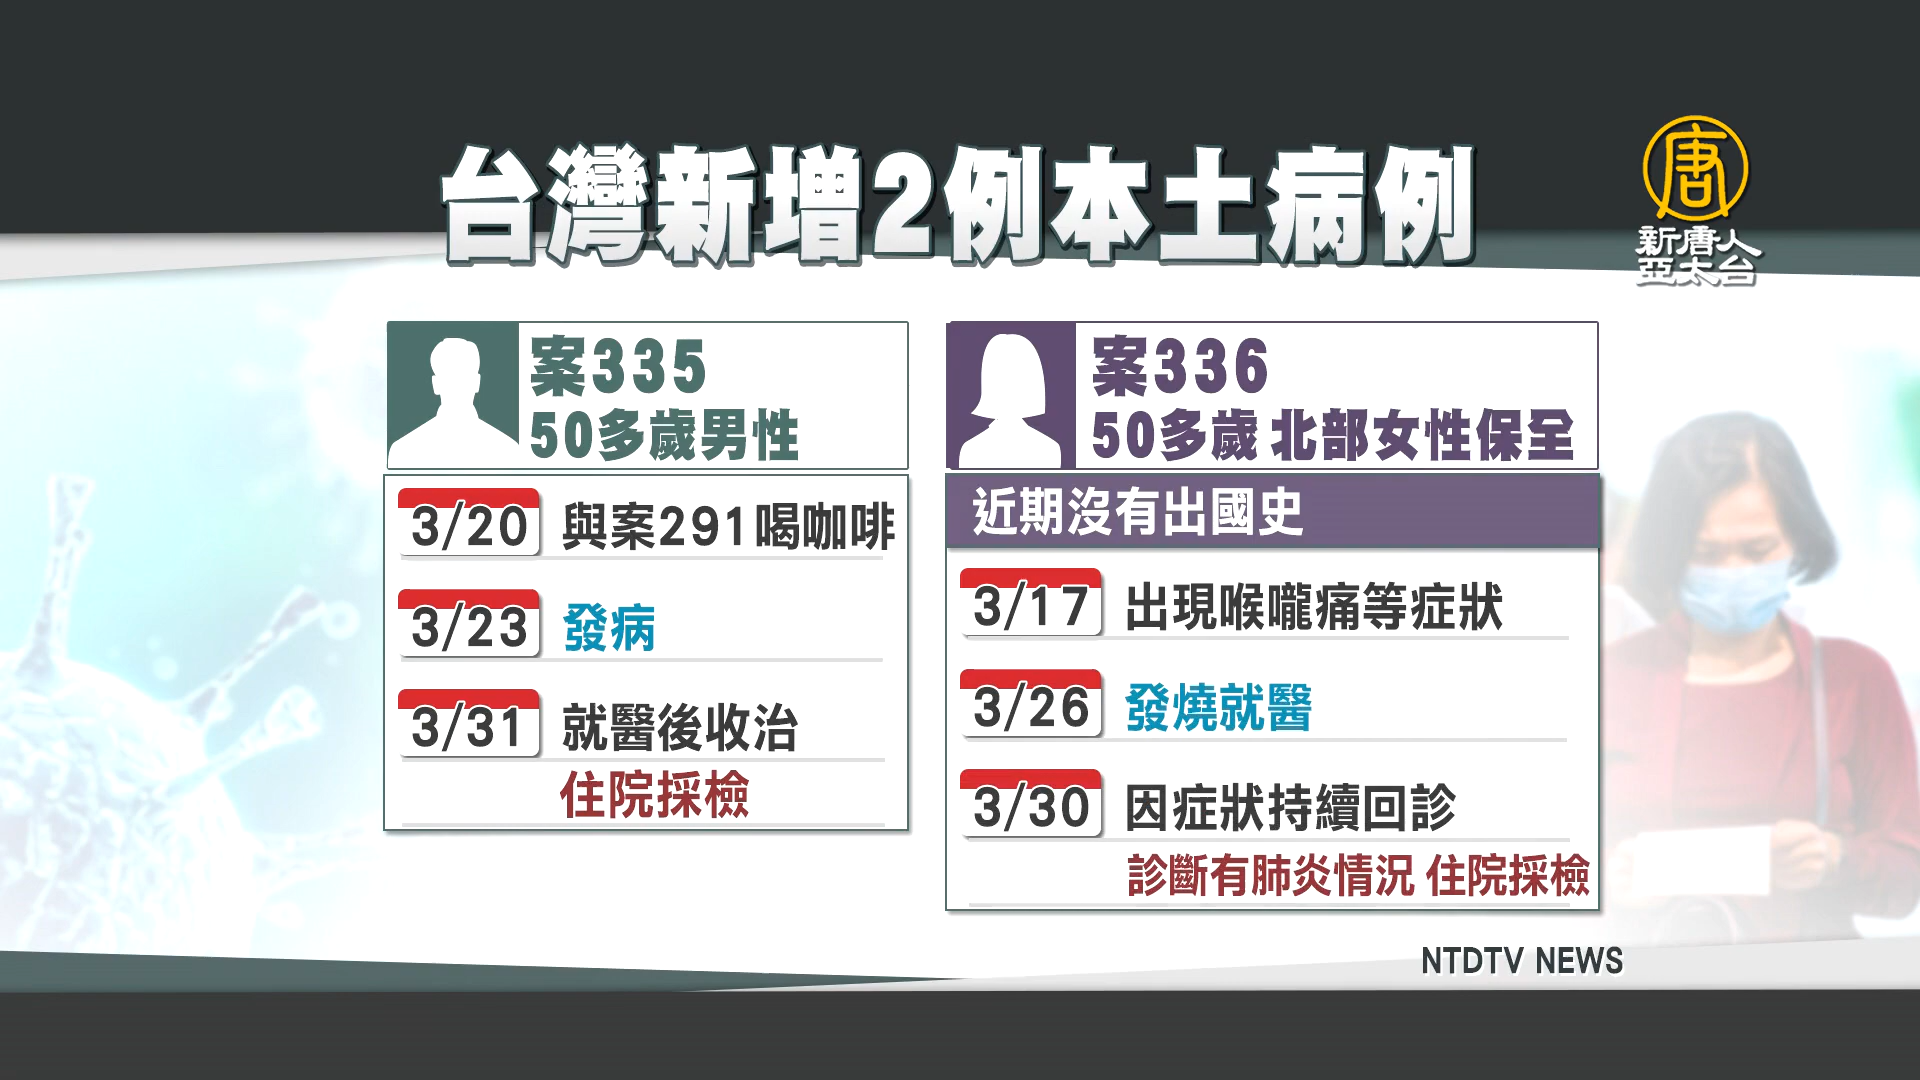 台灣新增2例本土病例
新唐人
亞太台
案335
50多歲男性
3/20 與案291喝咖啡
3/23 發病
3/31 就醫後收治
住院採檢
案336
50多歲 北部女性保全
近期沒有出國史
3/17 出現喉嚨痛等症狀
3/26 發燒就醫
3/30 因症狀持續回診
診斷有肺炎情況 住院採檢
NTDTV NEWS